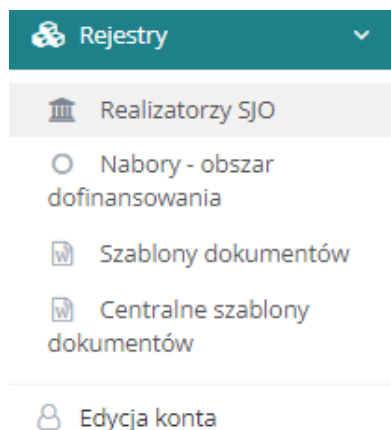 Rejestry
Realizatorzy SJO
Nabory - obszar
dofinansowania
Szablony dokumentów
Centralne szablony
dokumentów
Edycja konta